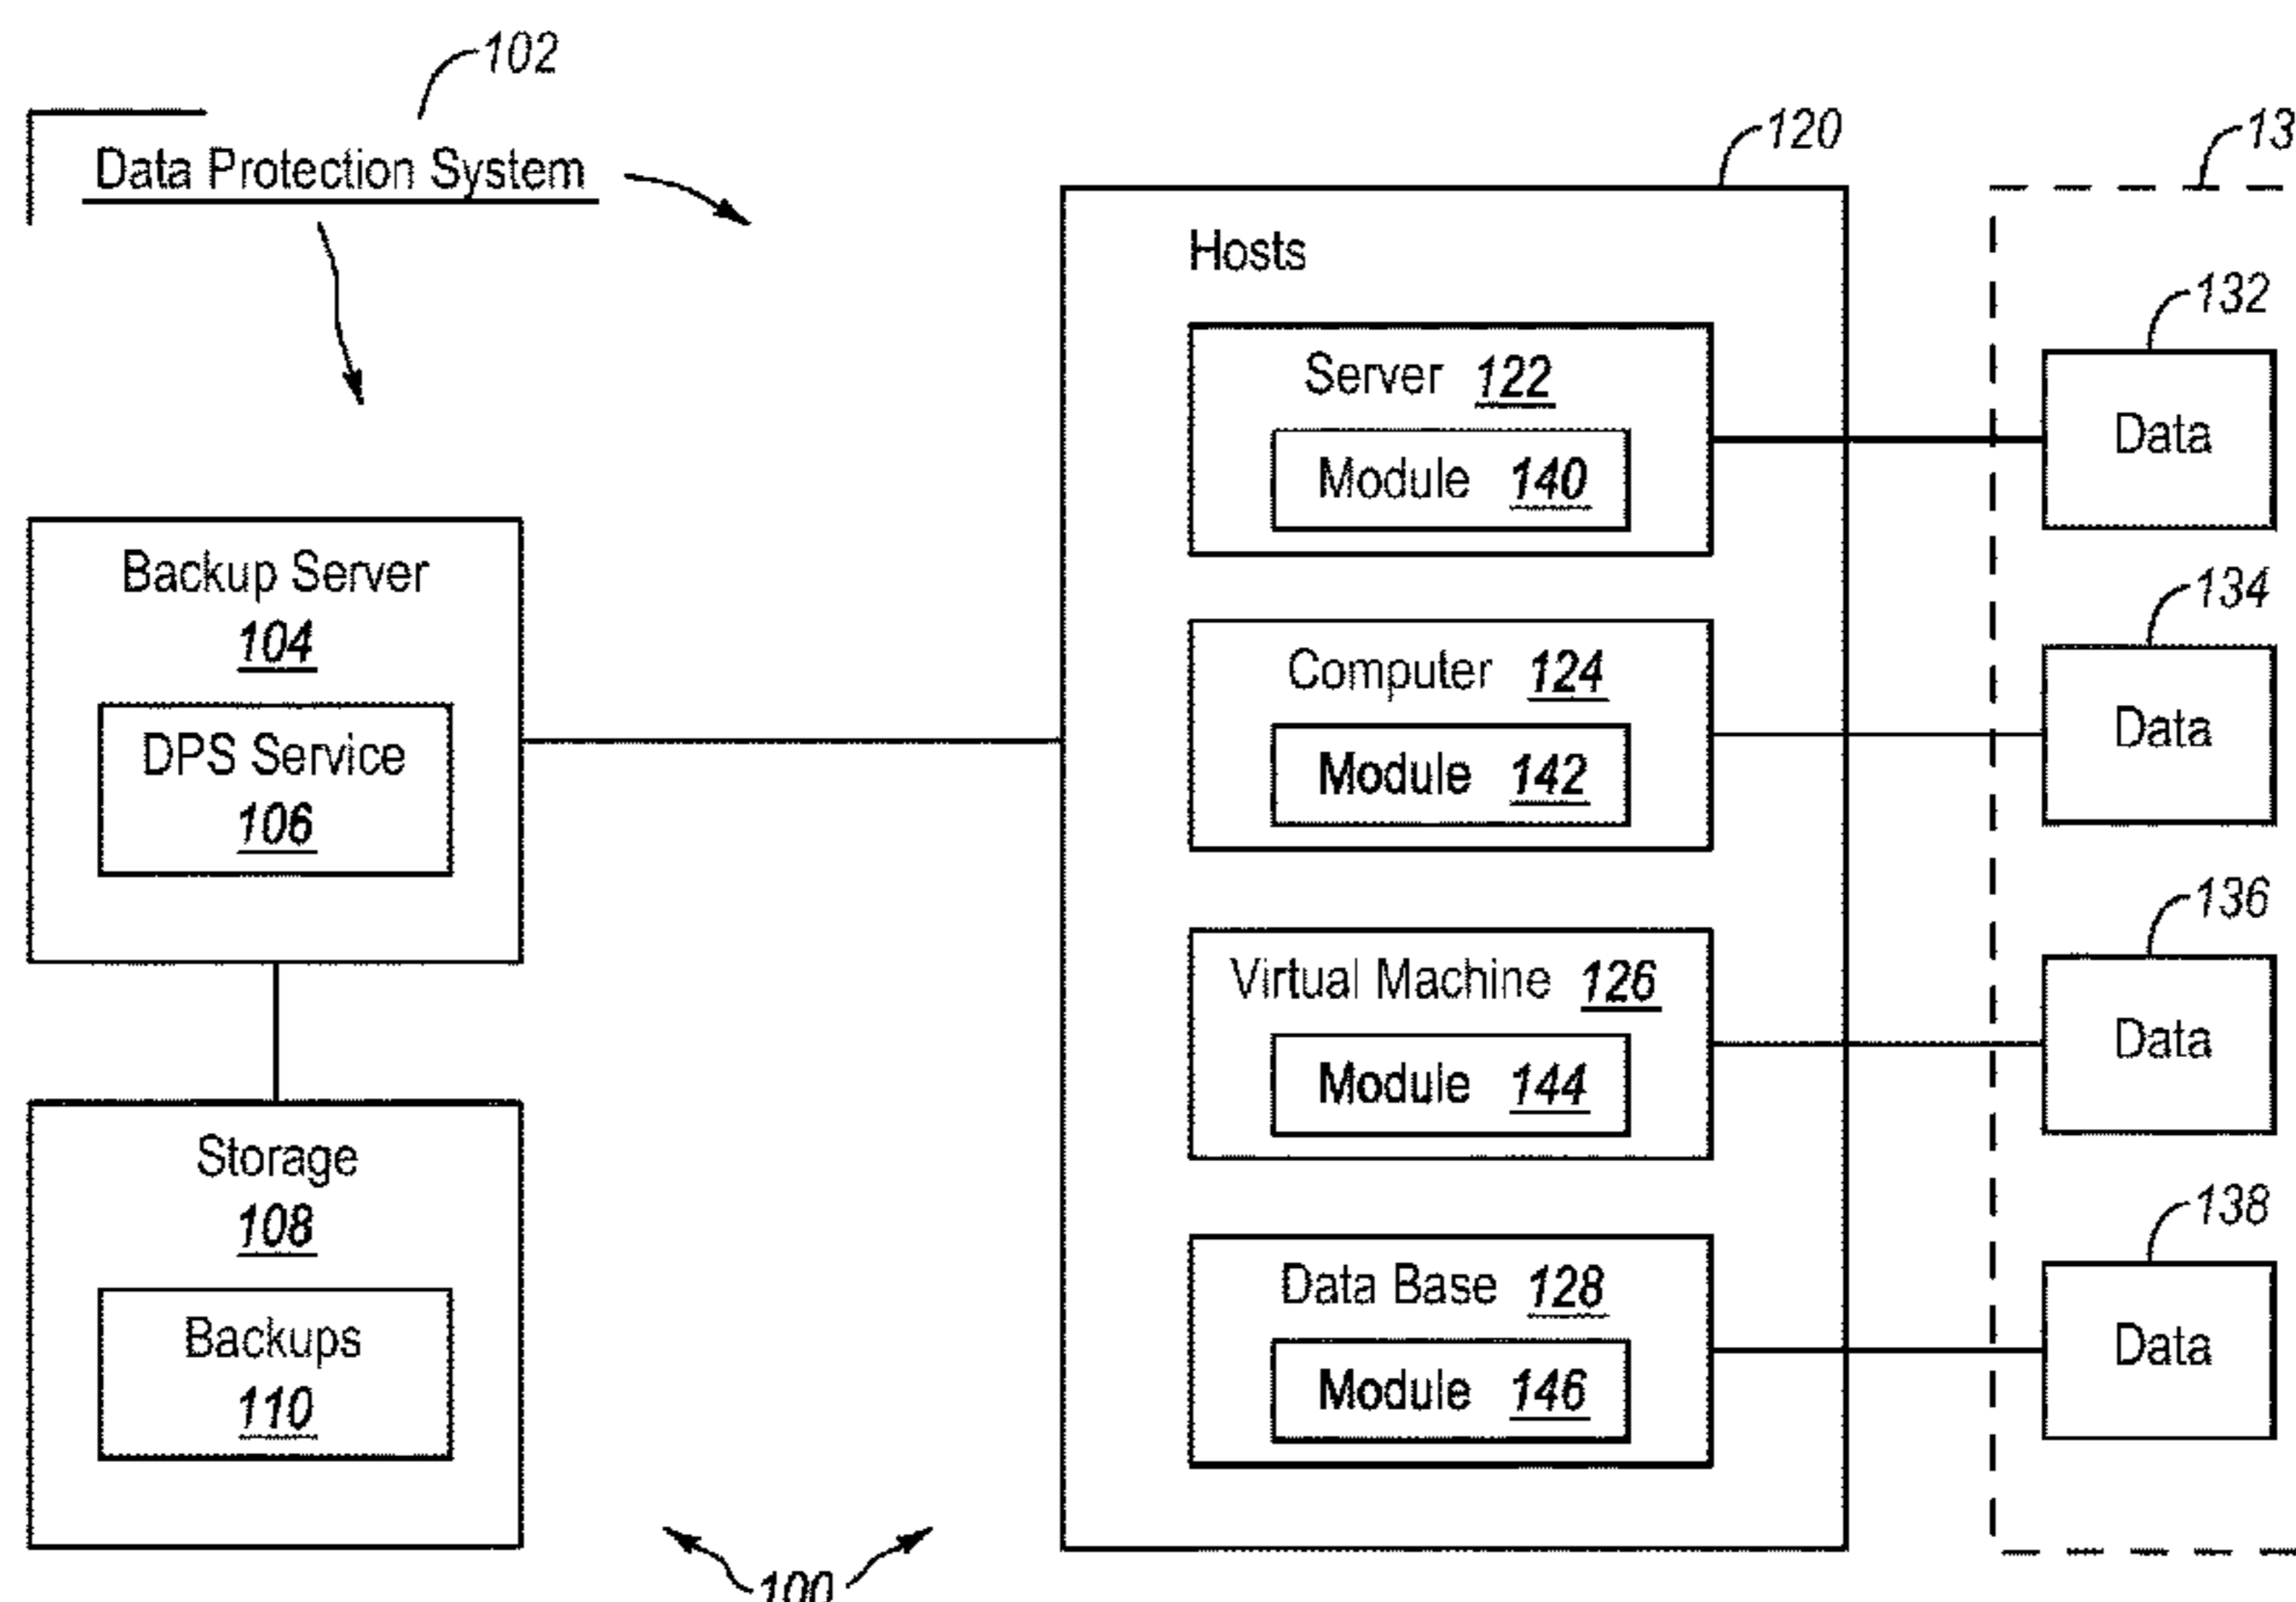 102
Data Protection System
120
Hosts
Server 122
Module 140
Computer 124
Module 142
Virtual Machine 126
Module 144
Data Base 128
Module 146
Backup Server
104
DPS Service
106
Storage
108
Backups
110
100
132
Data
134
Data
136
Data
138
Data